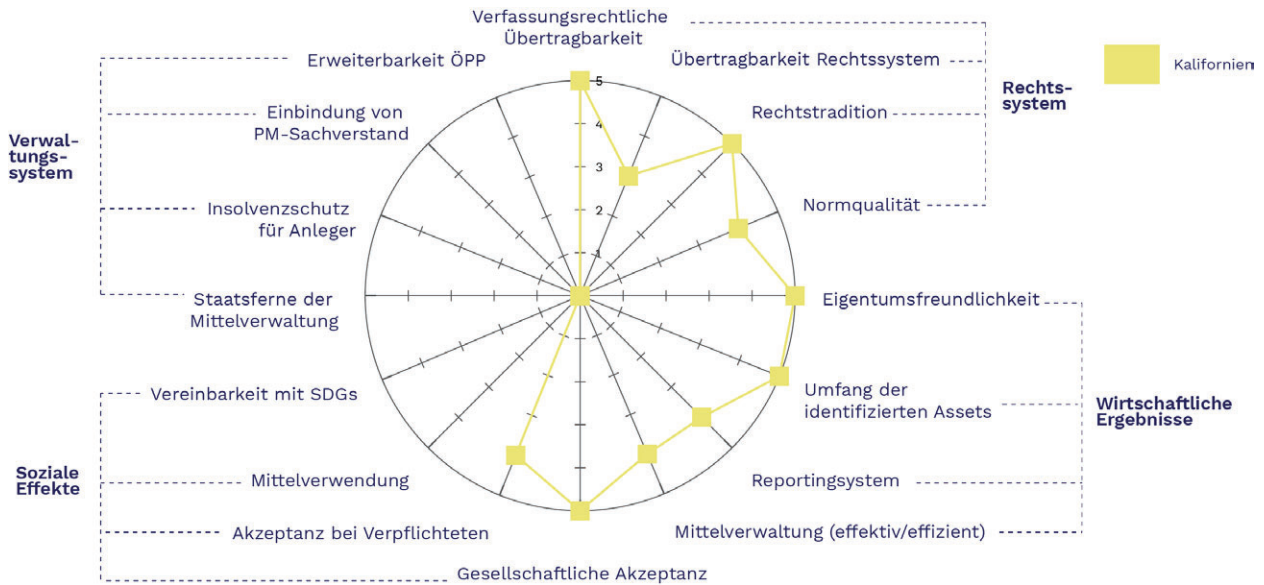 Verfassungsrechtliche
Übertragbarkeit
Erweiterbarkeit ÖPP
Übertragbarkeit Rechtssystem
Kalifornien
Rechts-
system
Einbindung von
PM-Sachverstand
Rechtstradition
Verwal-
tungs-
system
Insolvenzschutz
für Anleger
Normqualität
Staatsferne der
Mittelverwaltung
Eigentumsfreundlichkeit
5
4
3
2
1
Vereinbarkeit mit SDGs
Umfang der
identifizierten Assets
Wirtschaftliche
Ergebnisse
Soziale
Effekte
Mittelverwendung
Reportingsystem
Akzeptanz bei Verpflichteten
Mittelverwaltung (effektiv/effizient)
Gesellschaftliche Akzeptanz